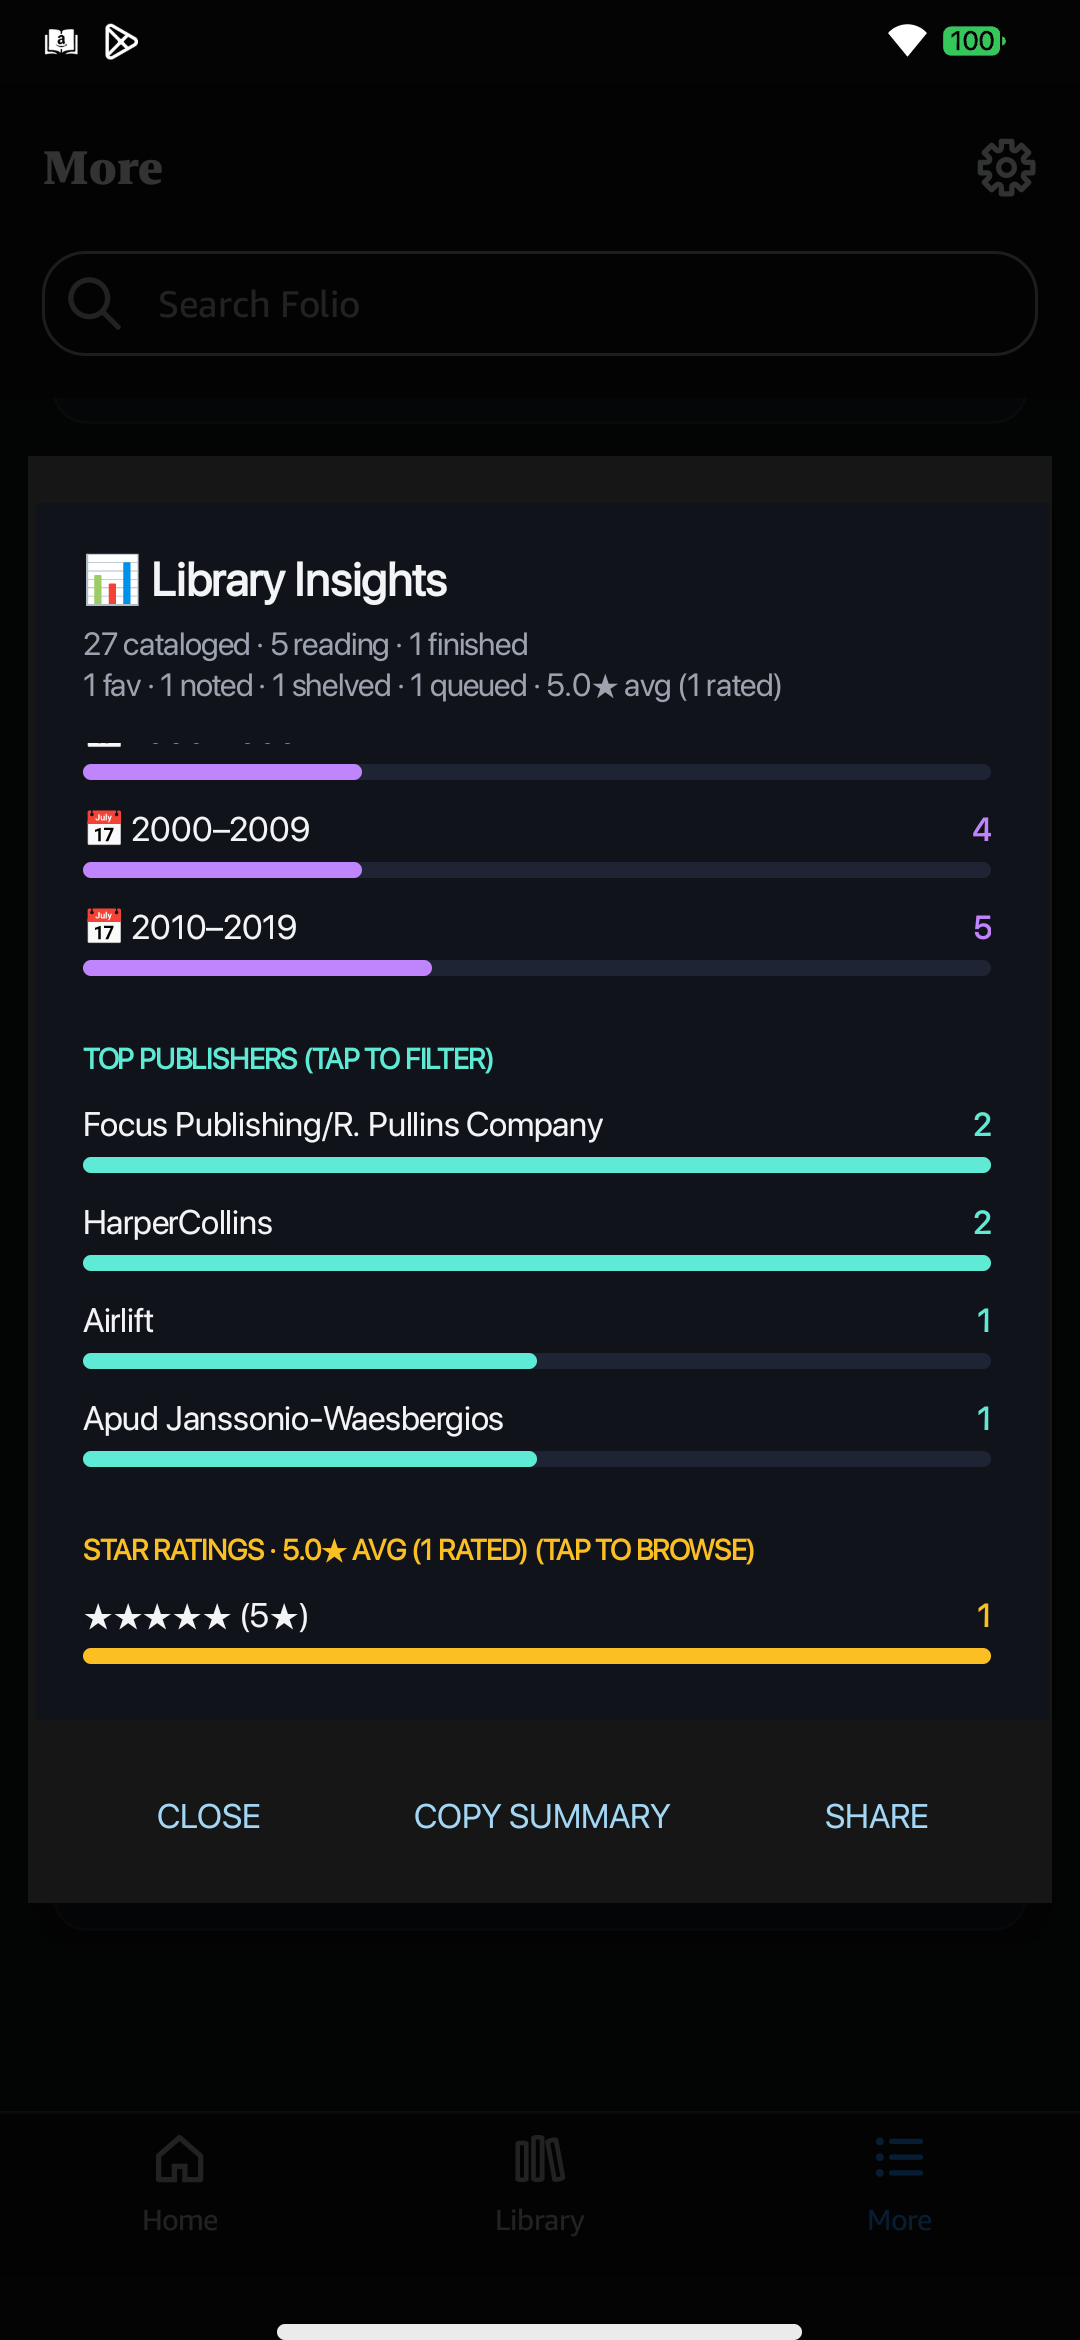 100
More
Search Folio
📊 Library Insights
27 cataloged · 5 reading · 1 finished
1 fav · 1 noted · 1 shelved · 1 queued · 5.0★ avg (1 rated)
📅 2000–2009 4
📅 2010–2019 5
TOP PUBLISHERS (TAP TO FILTER)
Focus Publishing/R. Pullins Company 2
HarperCollins 2
Airlift 1
Apud Janssonio-Waesbergios 1
STAR RATINGS · 5.0★ AVG (1 RATED) (TAP TO BROWSE)
★★★★★ (5★) 1
CLOSE COPY SUMMARY SHARE
Home Library More